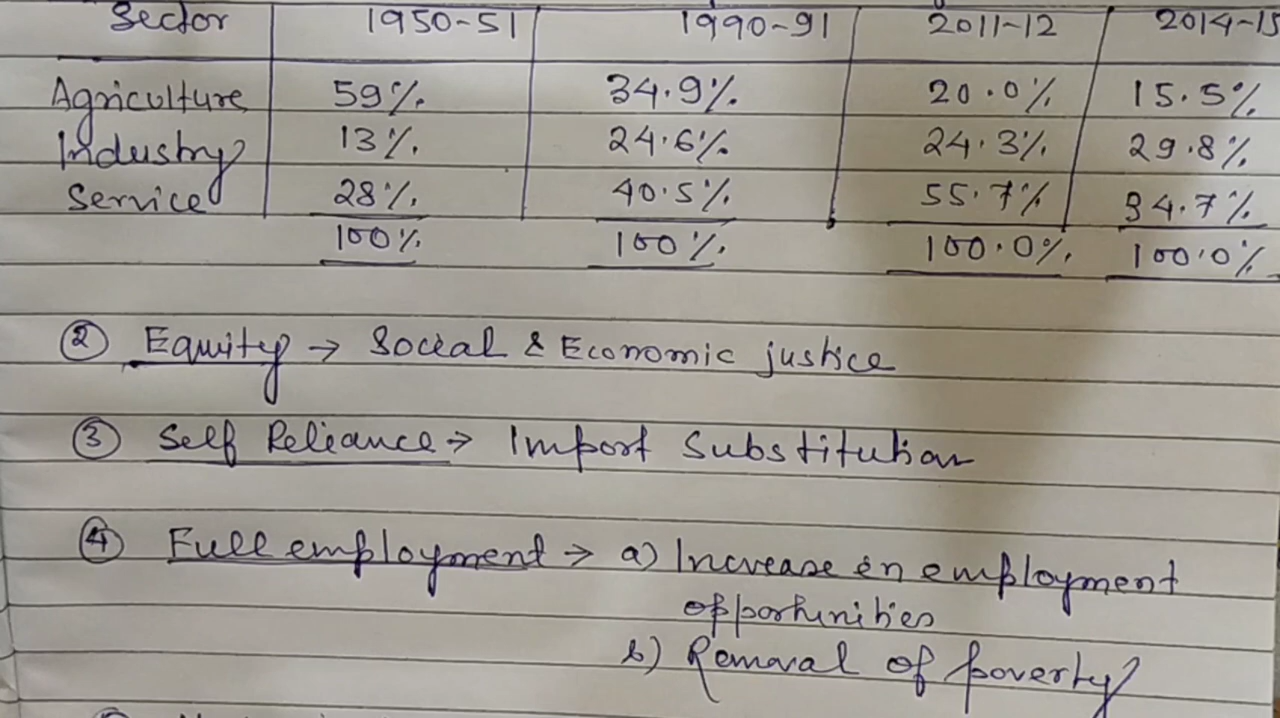 Sector 1950-51 1990-91 2011-12 2014-15
Agriculture 59% 34.9% 20.0% 15.5%
Industry 13% 24.6% 24.3% 29.8%
Service 28% 40.5% 55.7% 34.7%
100% 100% 100.0% 100.0%
② Equity → Social & Economic justice
③ Self Reliance → Import Substitution
④ Full employment → a) Increase in employment
opportunities
b) Removal of poverty